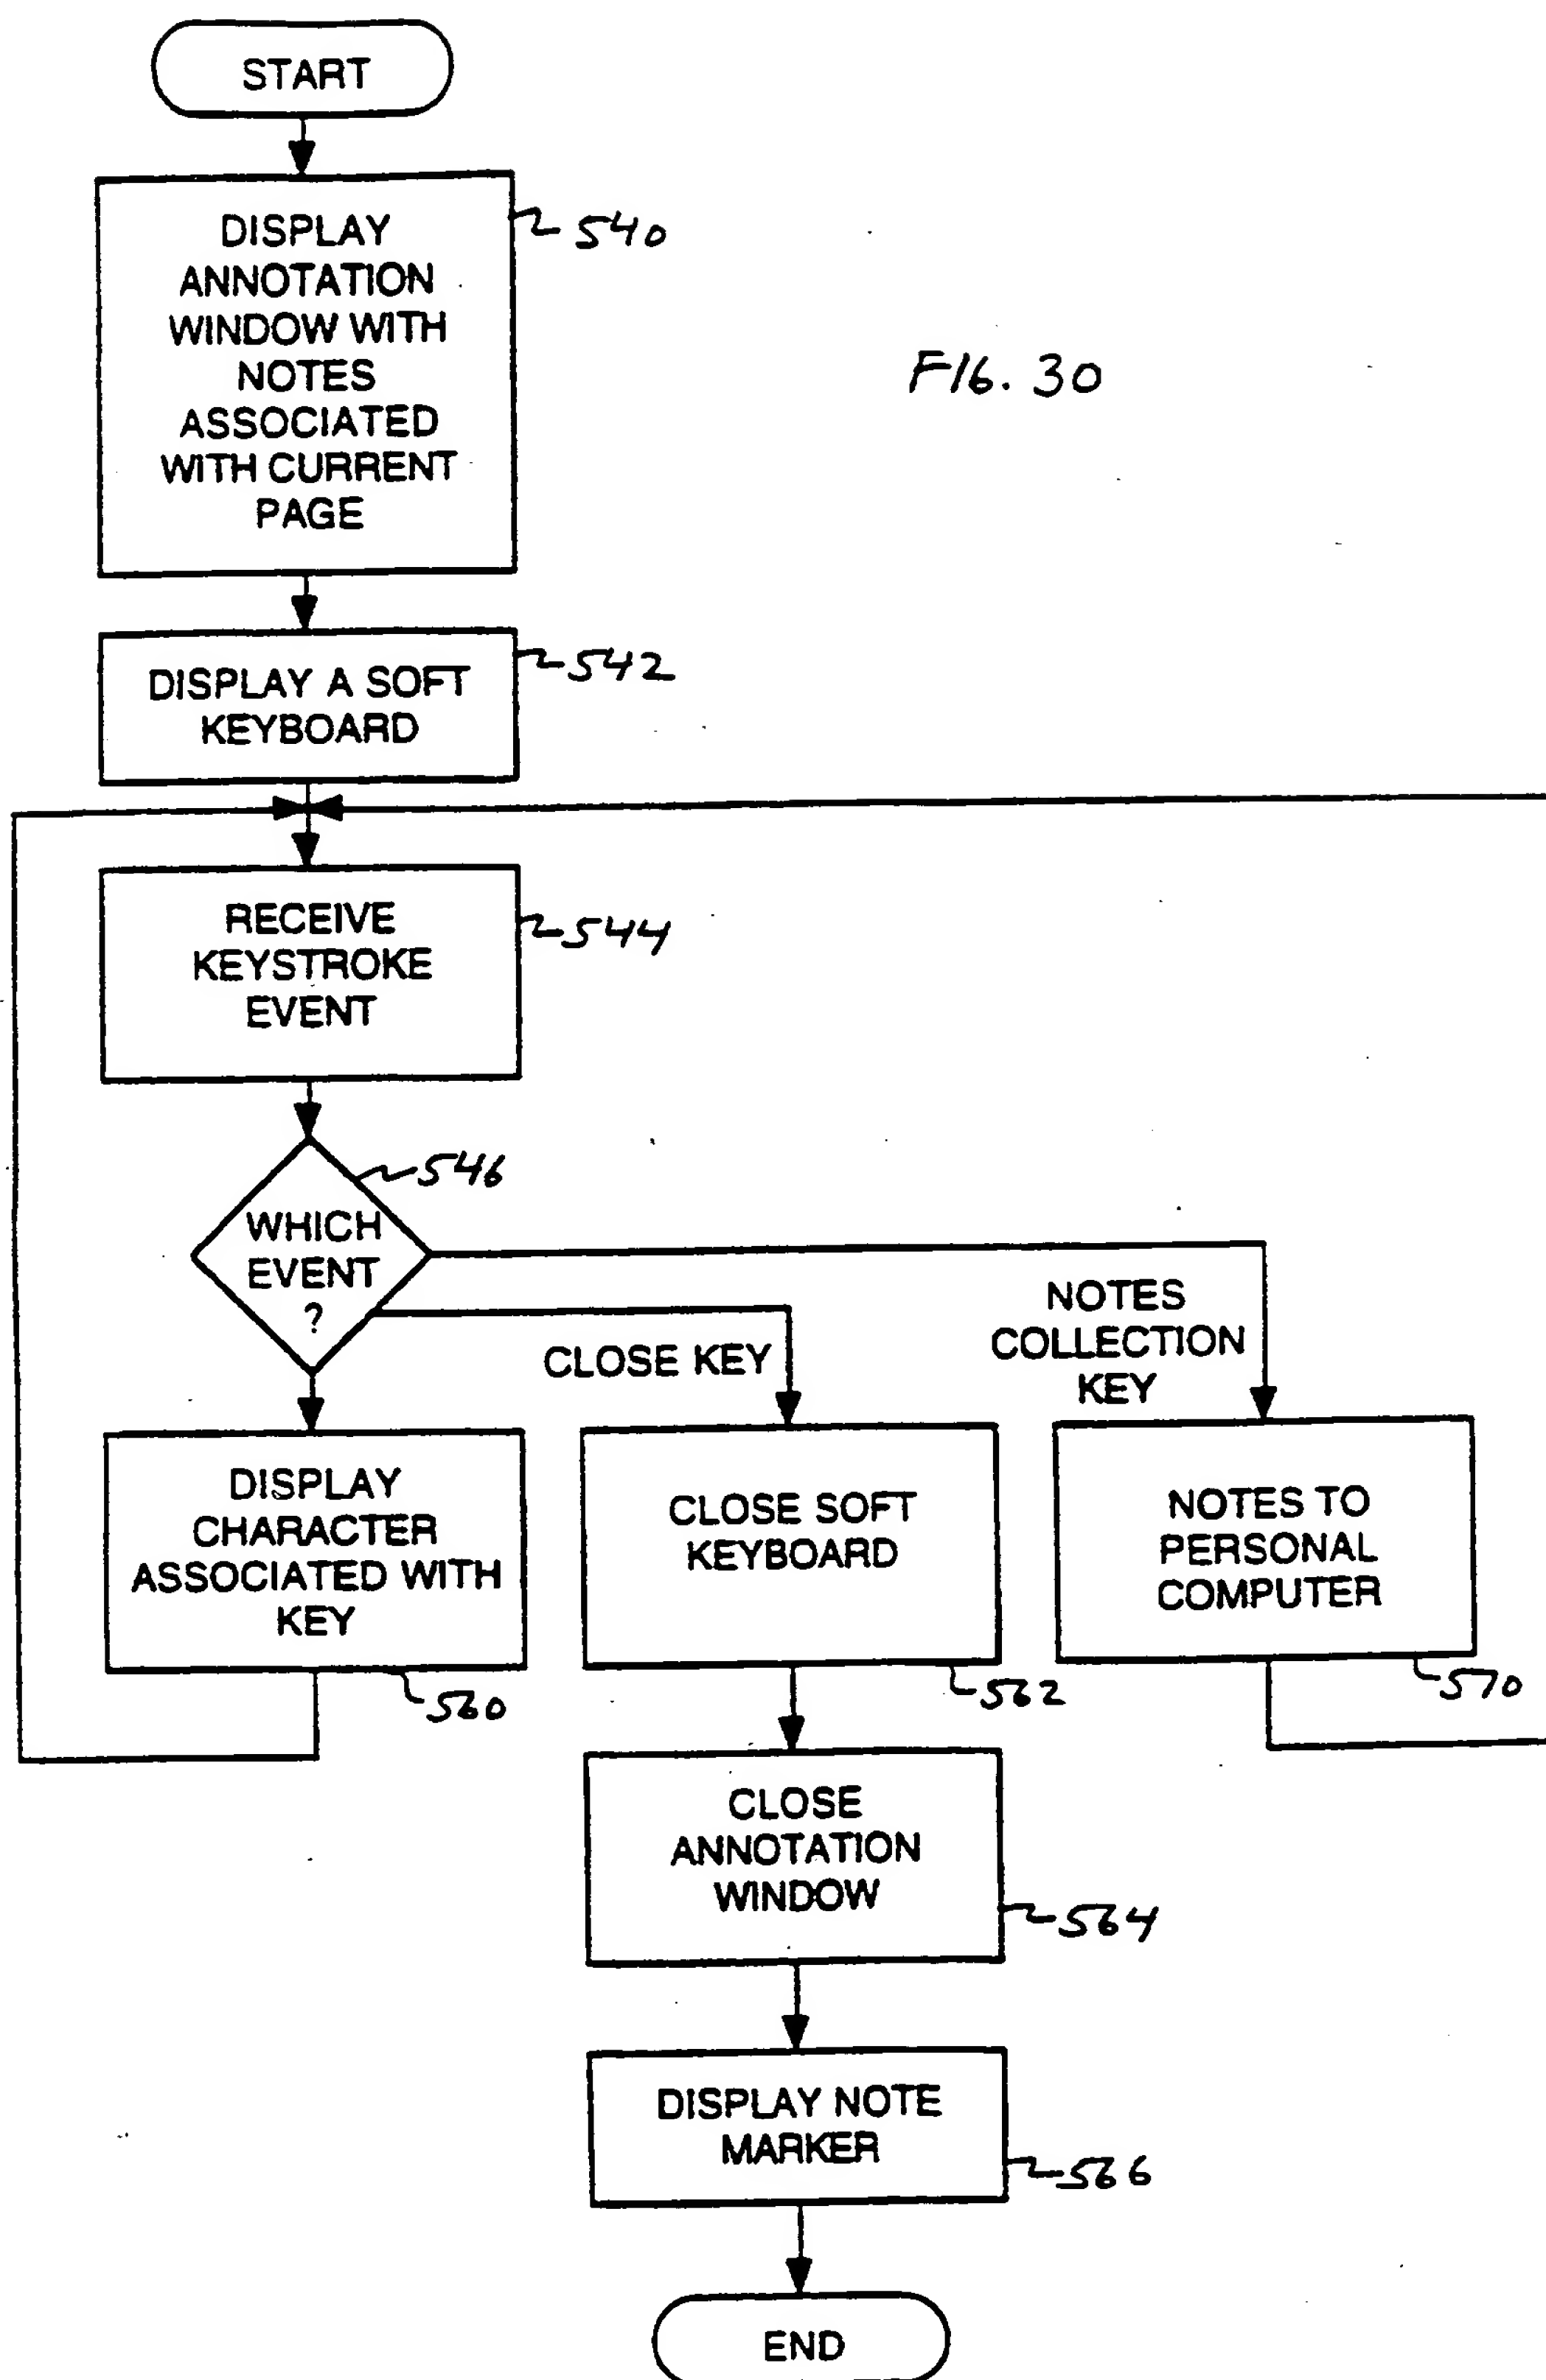 START
DISPLAY
ANNOTATION
WINDOW WITH
NOTES
ASSOCIATED
WITH CURRENT
PAGE
540
FIG. 30
DISPLAY A SOFT
KEYBOARD
542
RECEIVE
KEYSTROKE
EVENT
544
WHICH
EVENT
?
546
CLOSE KEY
NOTES
COLLECTION
KEY
DISPLAY
CHARACTER
ASSOCIATED WITH
KEY
560
CLOSE SOFT
KEYBOARD
562
NOTES TO
PERSONAL
COMPUTER
570
CLOSE
ANNOTATION
WINDOW
564
DISPLAY NOTE
MARKER
566
END